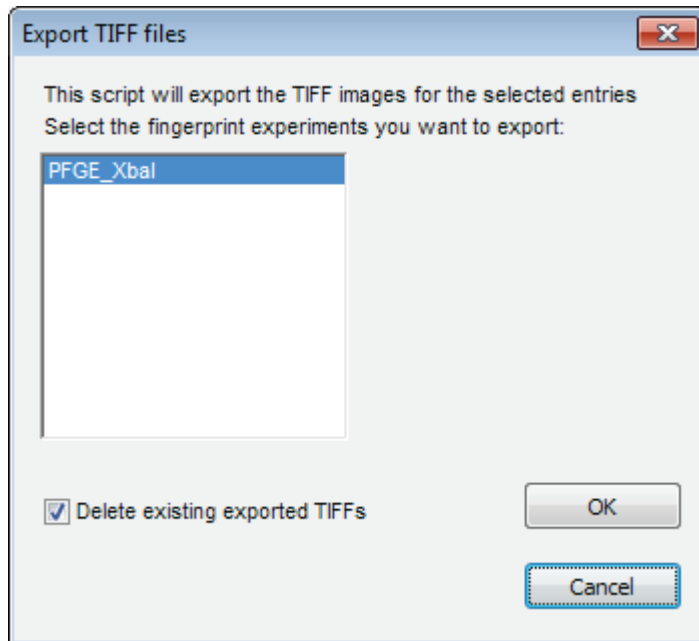 Export TIFF files
This script will export the TIFF images for the selected entries
Select the fingerprint experiments you want to export:
PFGE_XbaI
Delete existing exported TIFFs
OK
Cancel